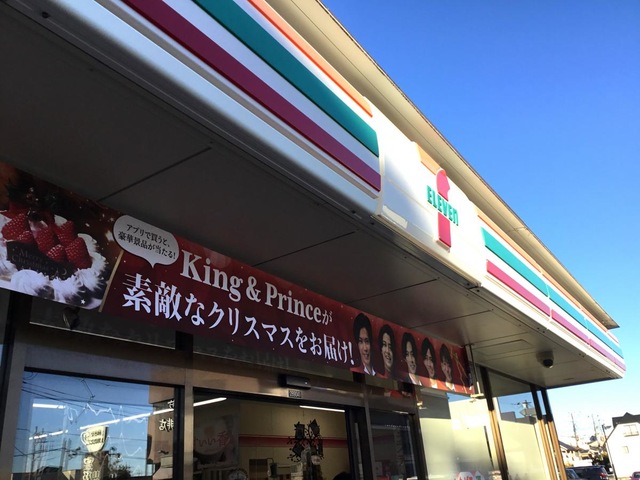 ELEVEn
アプリで買うと、
豪華景品が当たる!
King & Princeが
素敵なクリスマスをお届け!